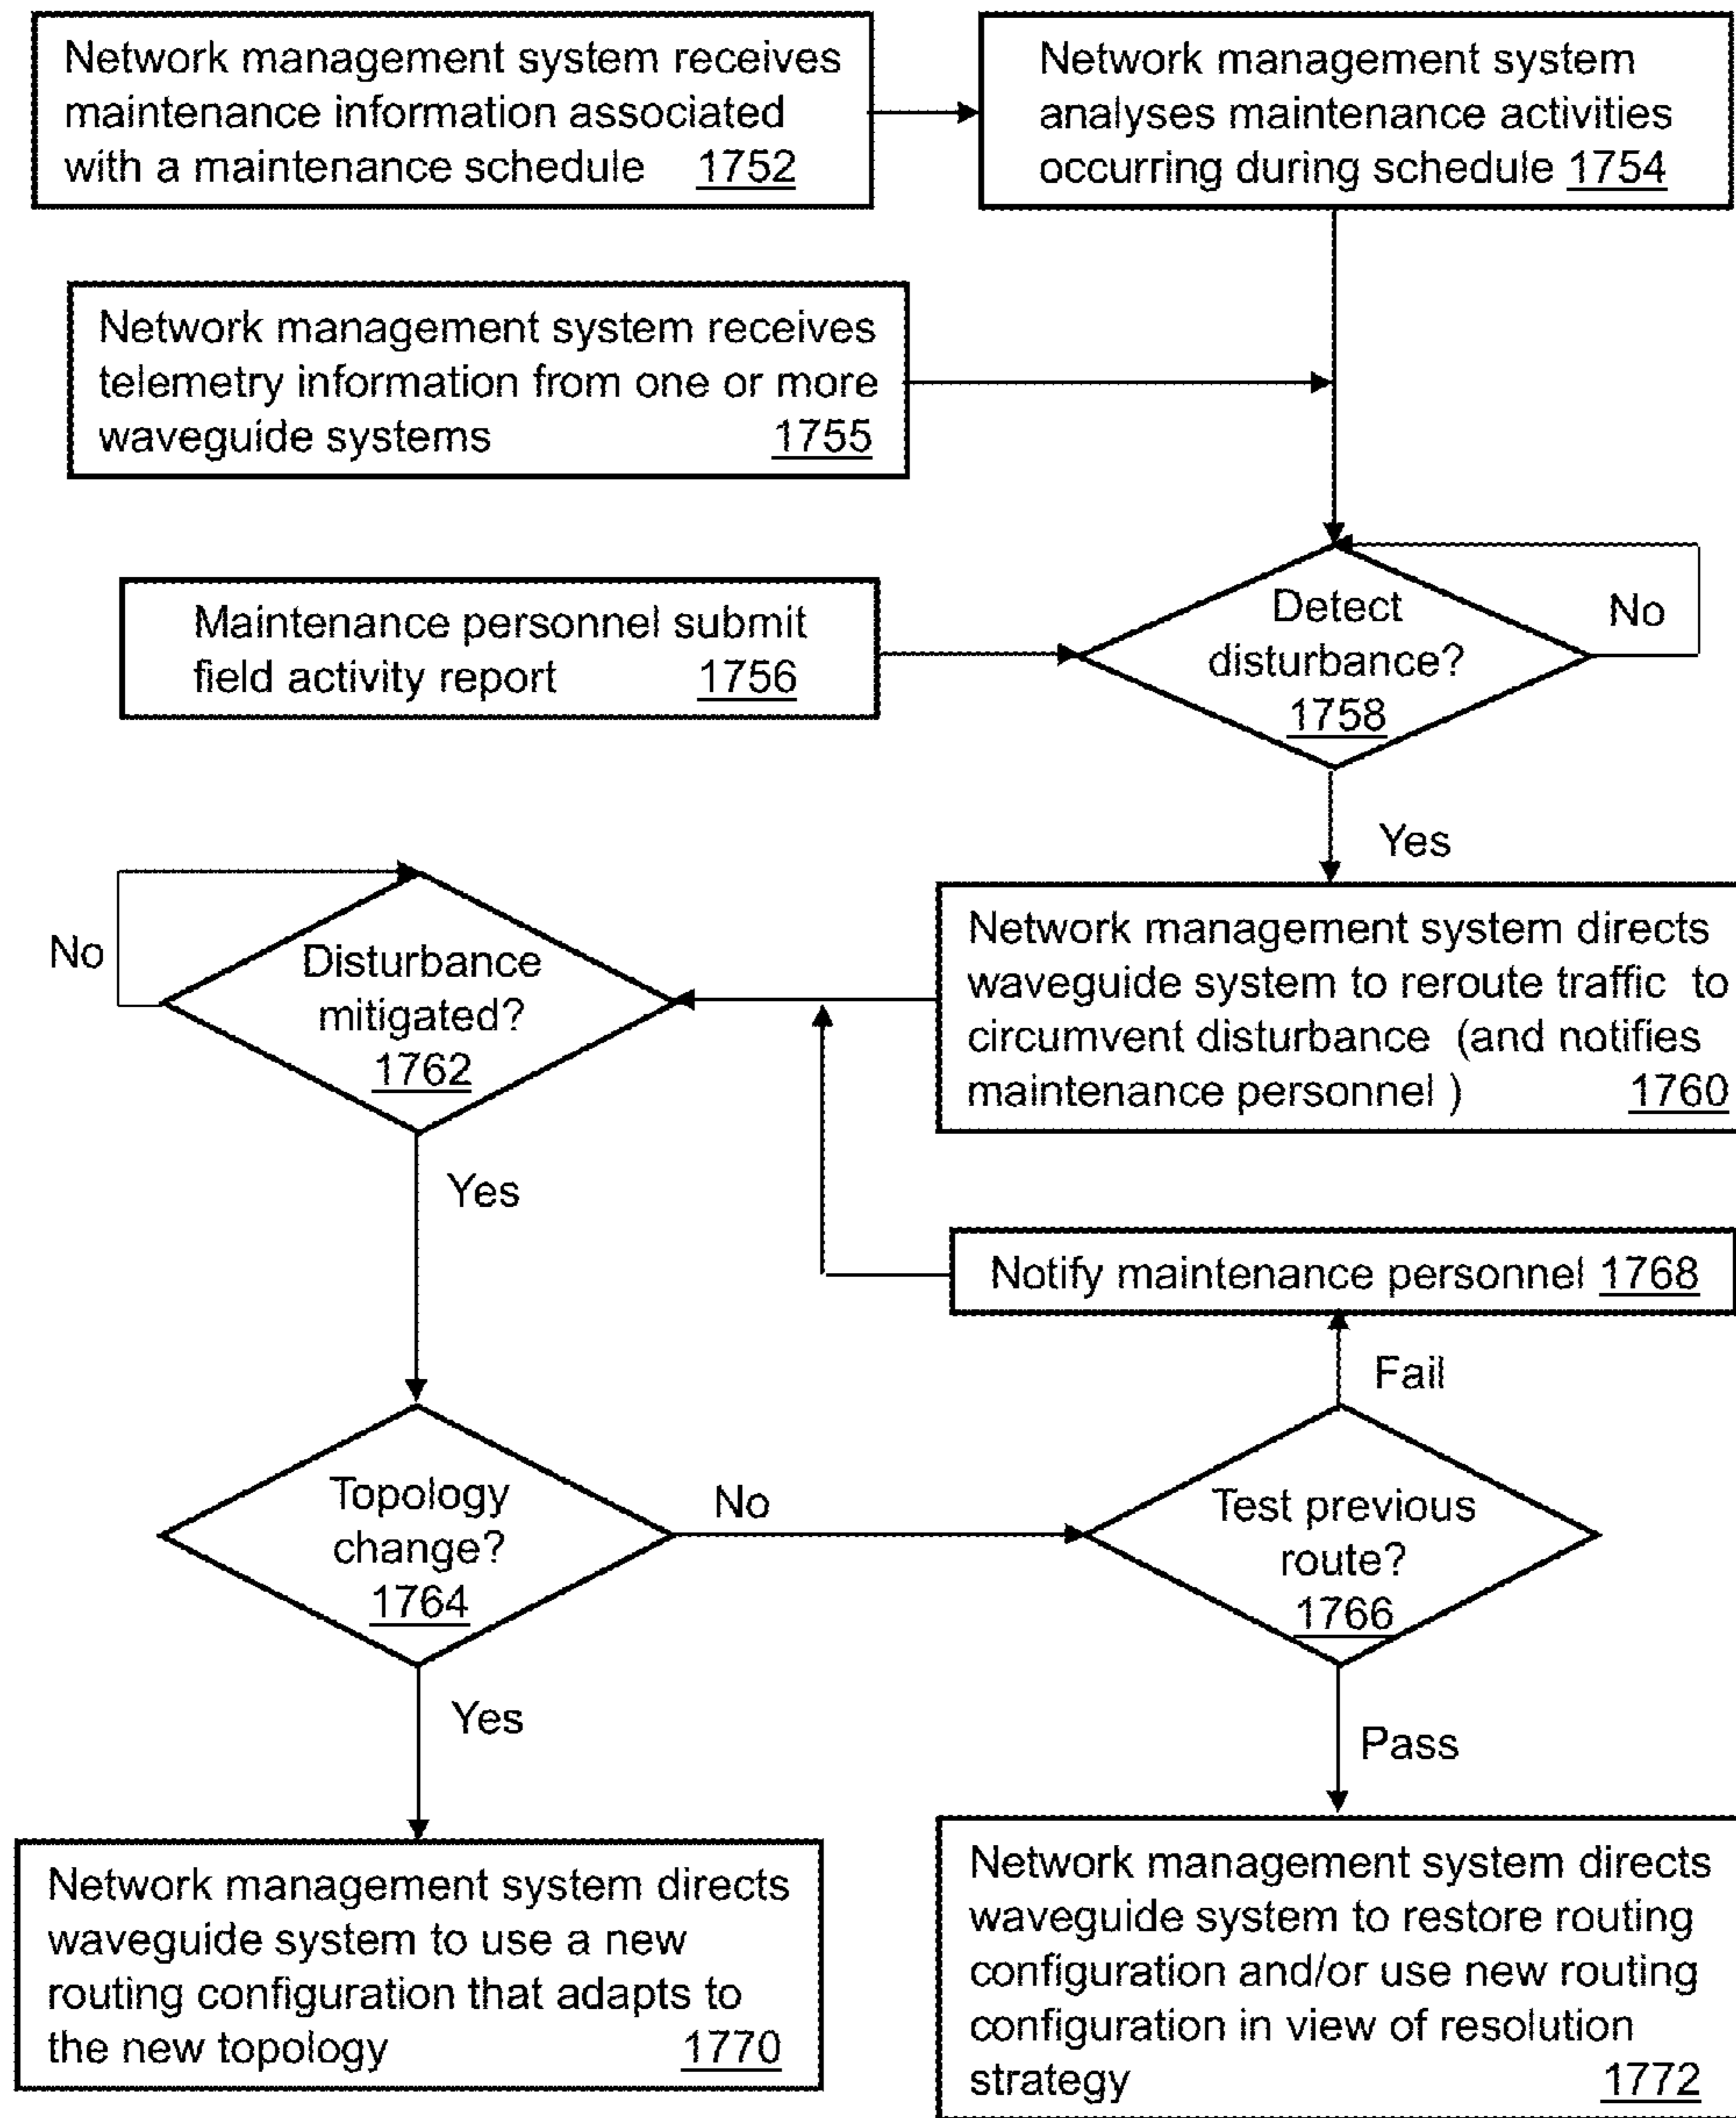 Network management system receives
maintenance information associated
with a maintenance schedule 1752
Network management system
analyses maintenance activities
occurring during schedule 1754
Network management system receives
telemetry information from one or more
waveguide systems 1755
Maintenance personnel submit
field activity report 1756
Detect
disturbance?
1758
No
Yes
Network management system directs
waveguide system to reroute traffic to
circumvent disturbance (and notifies
maintenance personnel ) 1760
Disturbance
mitigated?
1762
No
Yes
Notify maintenance personnel 1768
Fail
Topology
change?
1764
No
Test previous
route?
1766
Yes
Pass
Network management system directs
waveguide system to use a new
routing configuration that adapts to
the new topology 1770
Network management system directs
waveguide system to restore routing
configuration and/or use new routing
configuration in view of resolution
strategy 1772